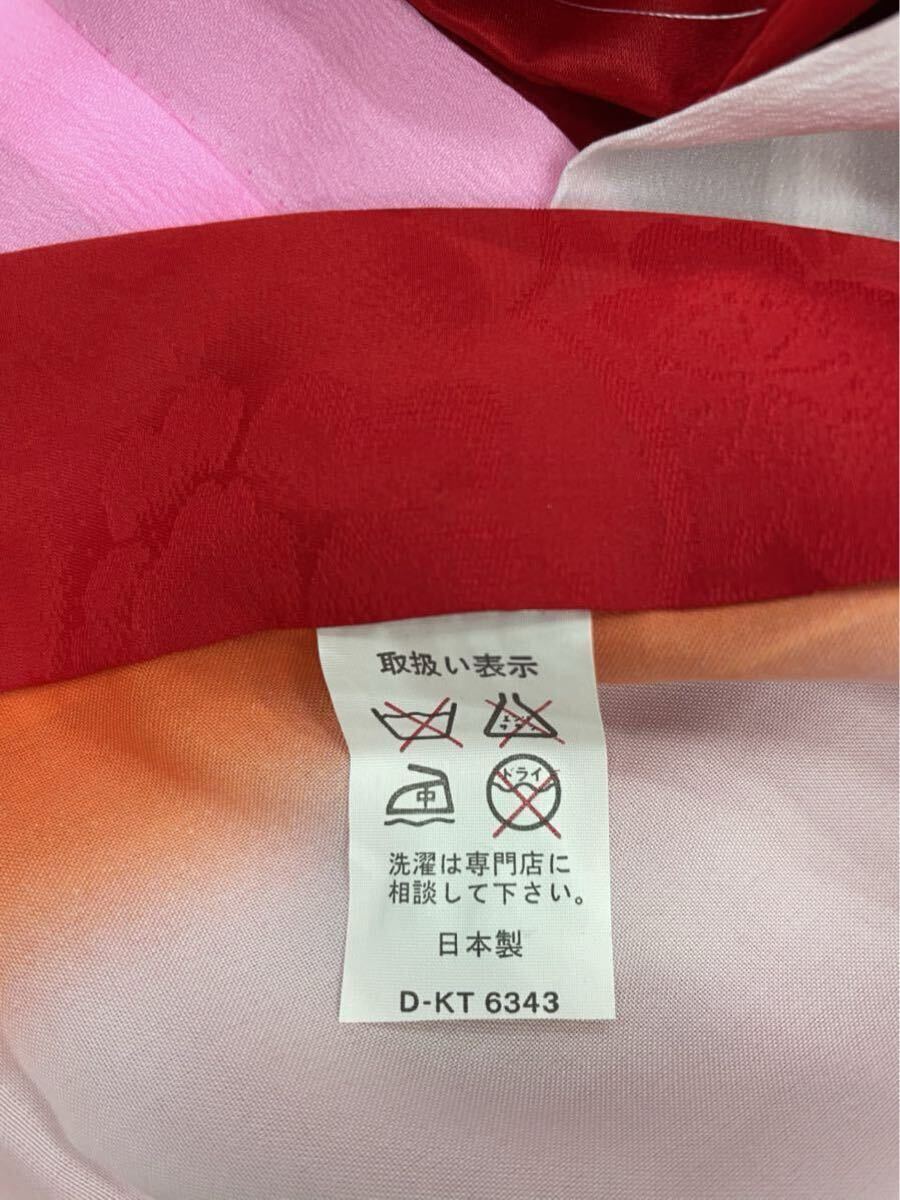 取扱い表示
中
ドライ
洗濯は専門店に
相談して下さい。
日本製
D-KT 6343